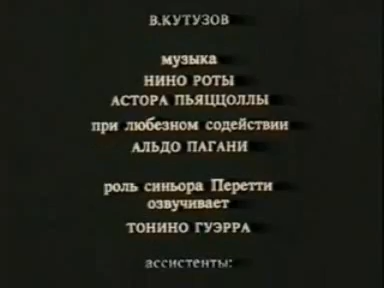 В.КУТУЗОВ
музыка
НИНО РОТЫ
АСТОРА ПЬЯЦЦОЛЛЫ
при любезном содействии
АЛЬДО ПАГАНИ
роль синьора Перетти
озвучивает
ТОНИНО ГУЭРРА
ассистенты: